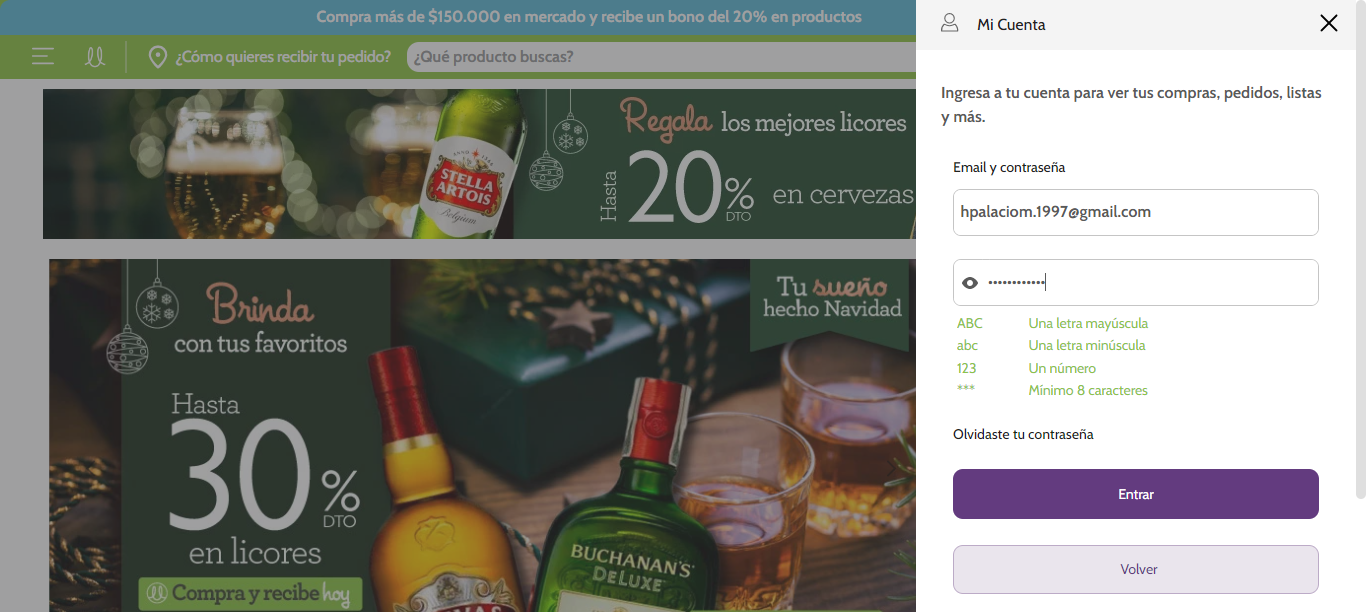 Compra más de $150.000 en mercado y recibe un bono del 20% en productos
¿Cómo quieres recibir tu pedido?
¿Qué producto buscas?
Regala los mejores licores
Hasta 20% DTO en cervezas
STELLA
ARTOIS
Belgium
Brinda
con tus favoritos
Hasta
30%
DTO
en licores
Compra y recibe hoy
Tu sueño
hecho Navidad
BUCHANAN'S
DELUXE
Mi Cuenta
Ingresa a tu cuenta para ver tus compras, pedidos, listas
y más.
Email y contraseña
hpalaciom.1997@gmail.com
••••••••••••
ABC Una letra mayúscula
abc Una letra minúscula
123 Un número
*** Mínimo 8 caracteres
Olvidaste tu contraseña
Entrar
Volver